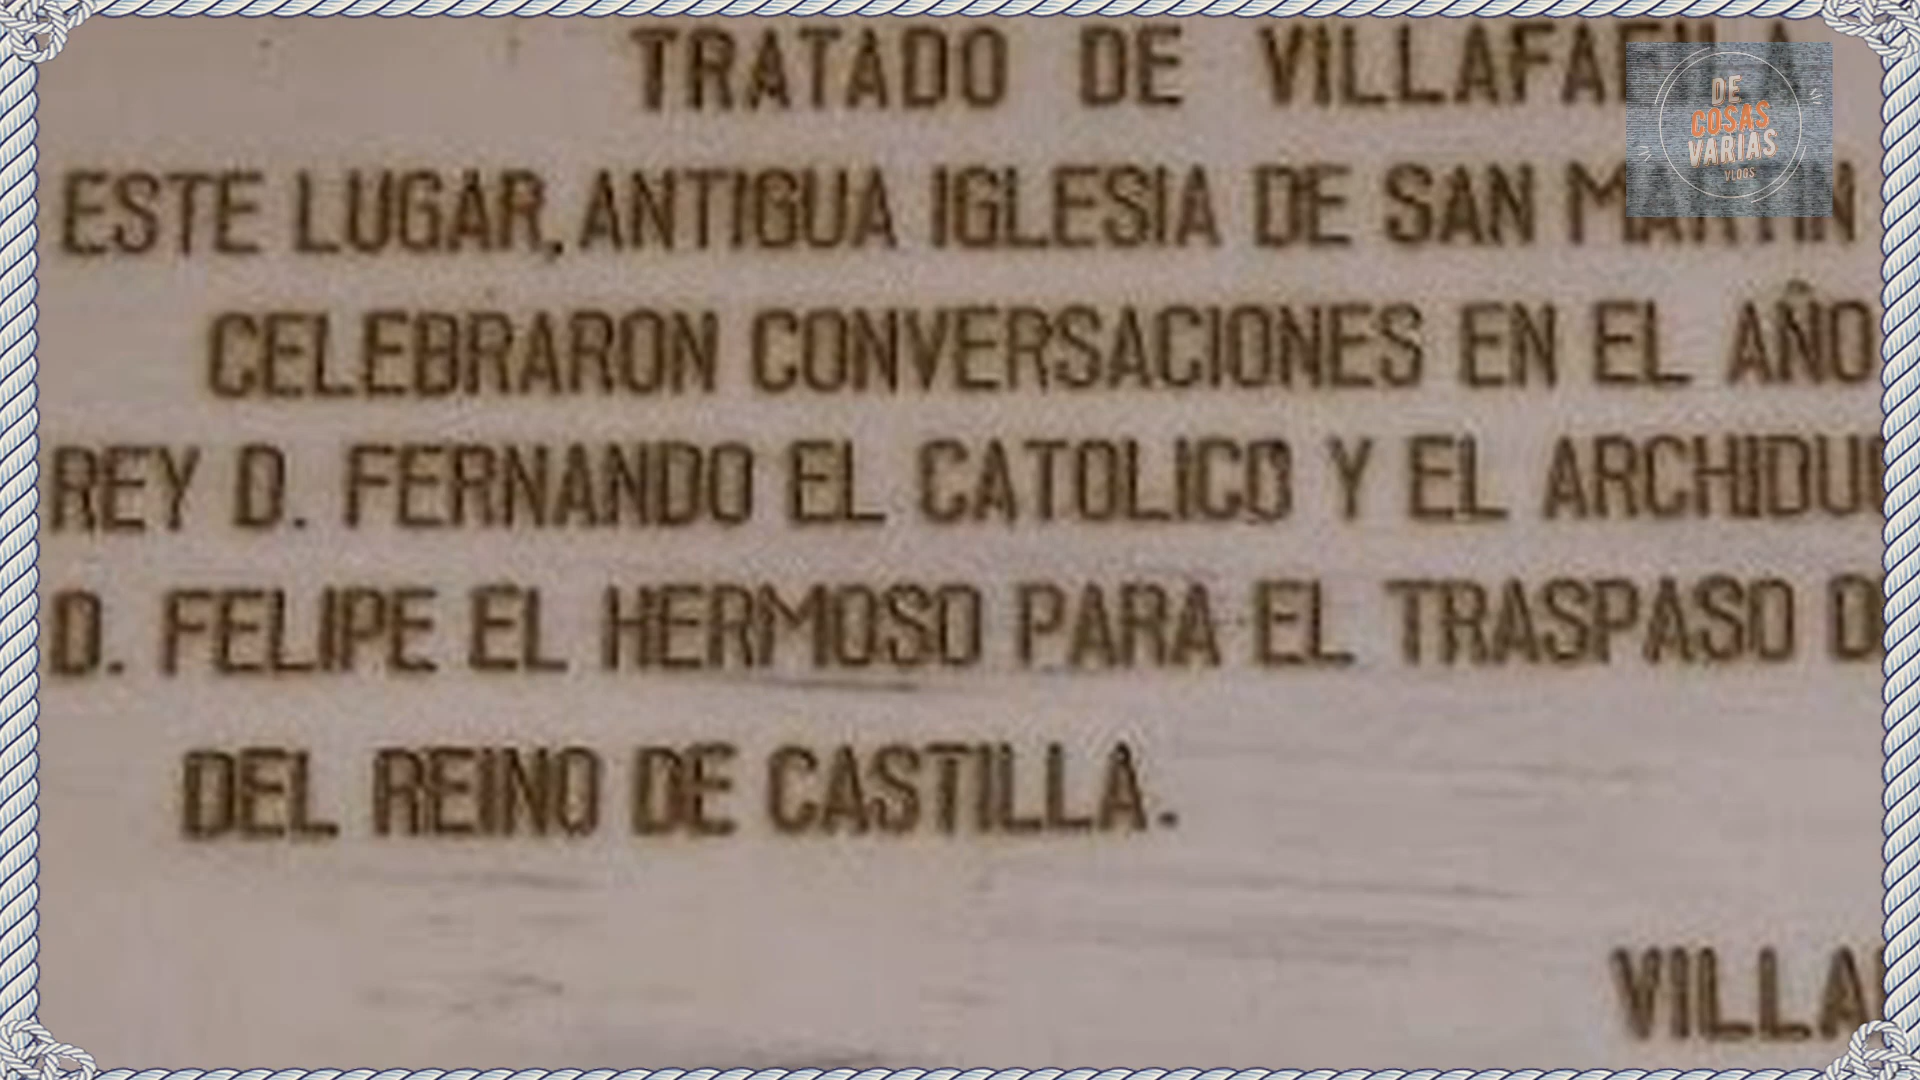 TRATADO DE
ESTE LUGAR, ANTIGUA IGLESIA DE SAN
CELEBRARON CONVERSACIONES EN EL AÑO
REY D. FERNANDO EL CATOLICO Y EL
D. FELIPE EL HERMOSO PARA EL TRASPASO
DEL REINO DE CASTILLA.
DE
COSAS
VARIAS
VLOGS